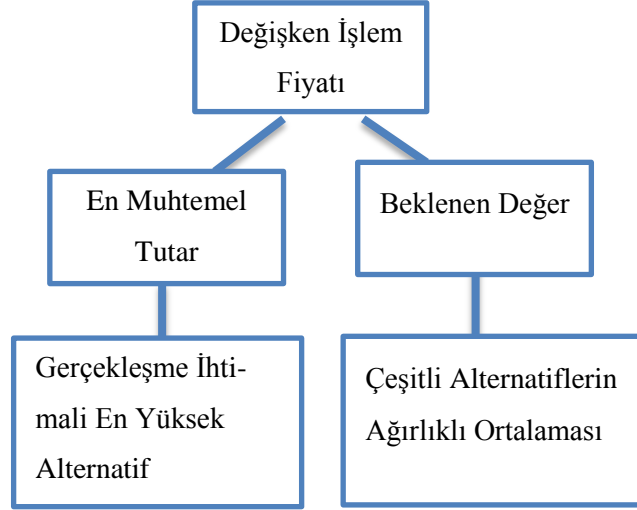 Değişken İşlem
Fiyatı
En Muhtemel
Tutar
Beklenen Değer
Gerçekleşme İhti-
mali En Yüksek
Alternatif
Çeşitli Alternatiflerin
Ağırlıklı Ortalaması